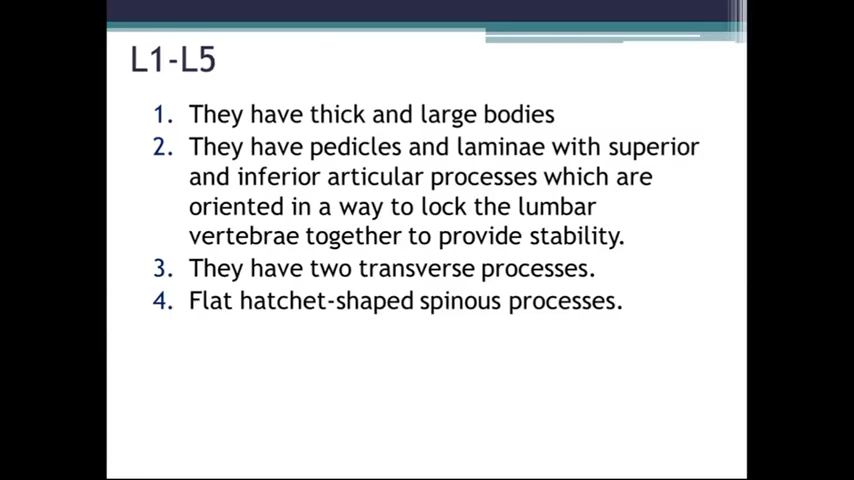 L1-L5
1. They have thick and large bodies
2. They have pedicles and laminae with superior
and inferior articular processes which are
oriented in a way to lock the lumbar
vertebrae together to provide stability.
3. They have two transverse processes.
4. Flat hatchet-shaped spinous processes.